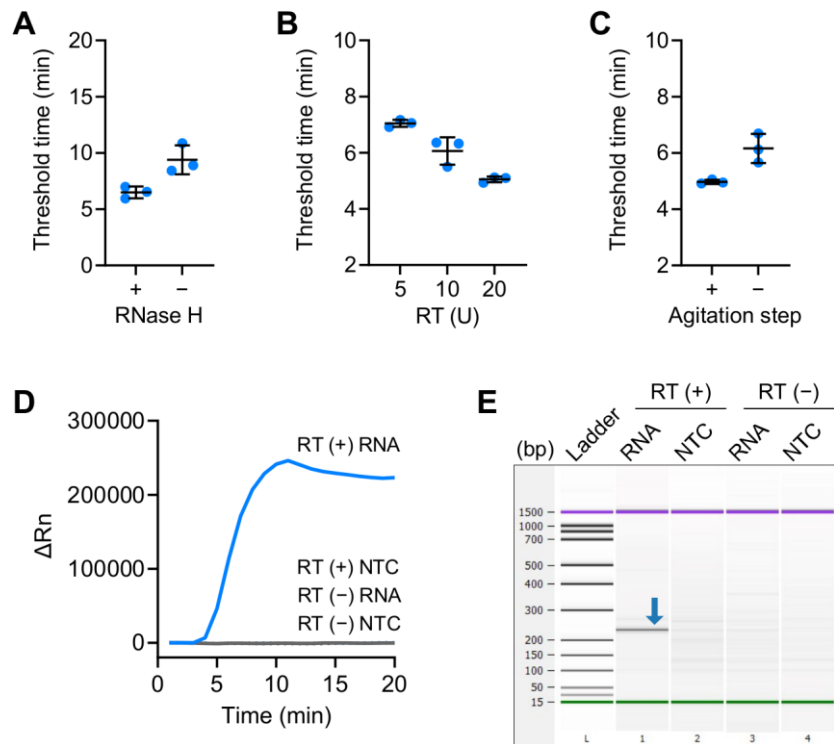 A
Threshold time (min)
20
15
10
5
0
+ −
RNase H
B
Threshold time (min)
10
8
6
4
2
5 10 20
RT (U)
C
Threshold time (min)
10
8
6
4
2
+ −
Agitation step
D
ΔRn
300000
200000
100000
0
RT (+) RNA
RT (+) NTC
RT (−) RNA
RT (−) NTC
0 5 10 15 20
Time (min)
E
RT (+) RT (−)
(bp) Ladder RNA NTC RNA NTC
1500
1000
700
500
400
300
200
150
100
50
15
L 1 2 3 4